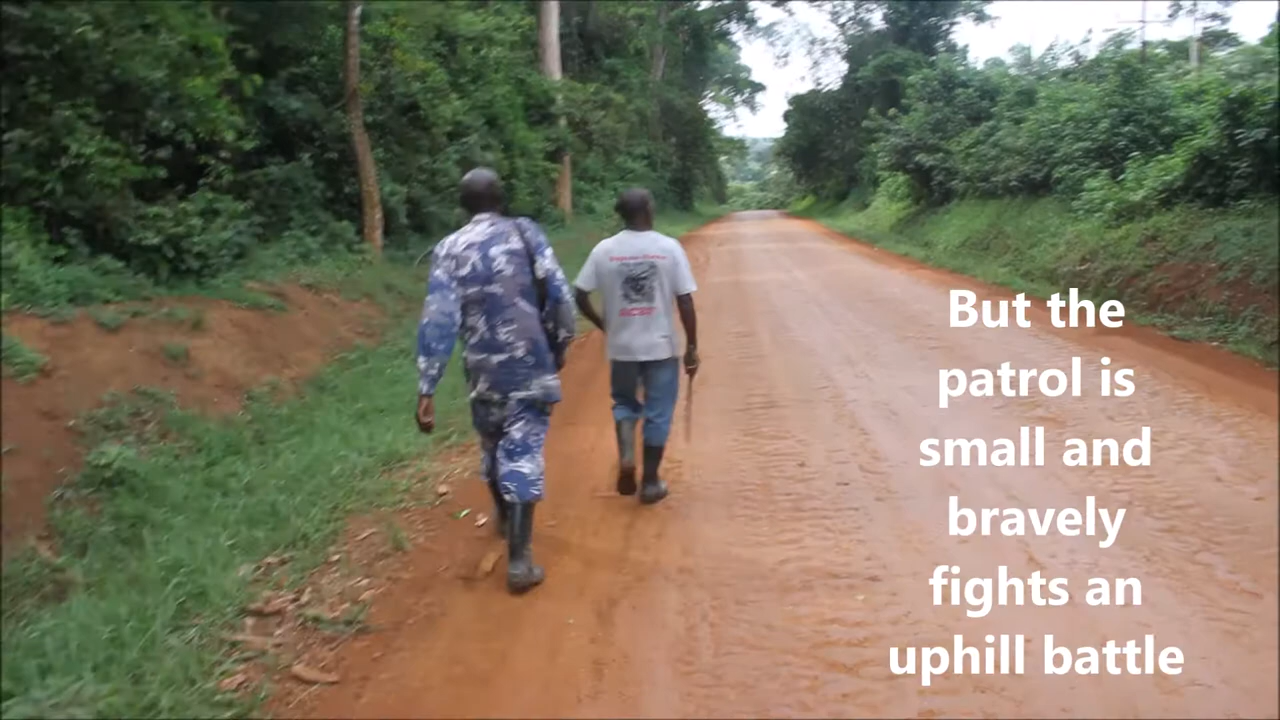 But the
patrol is
small and
bravely
fights an
uphill battle